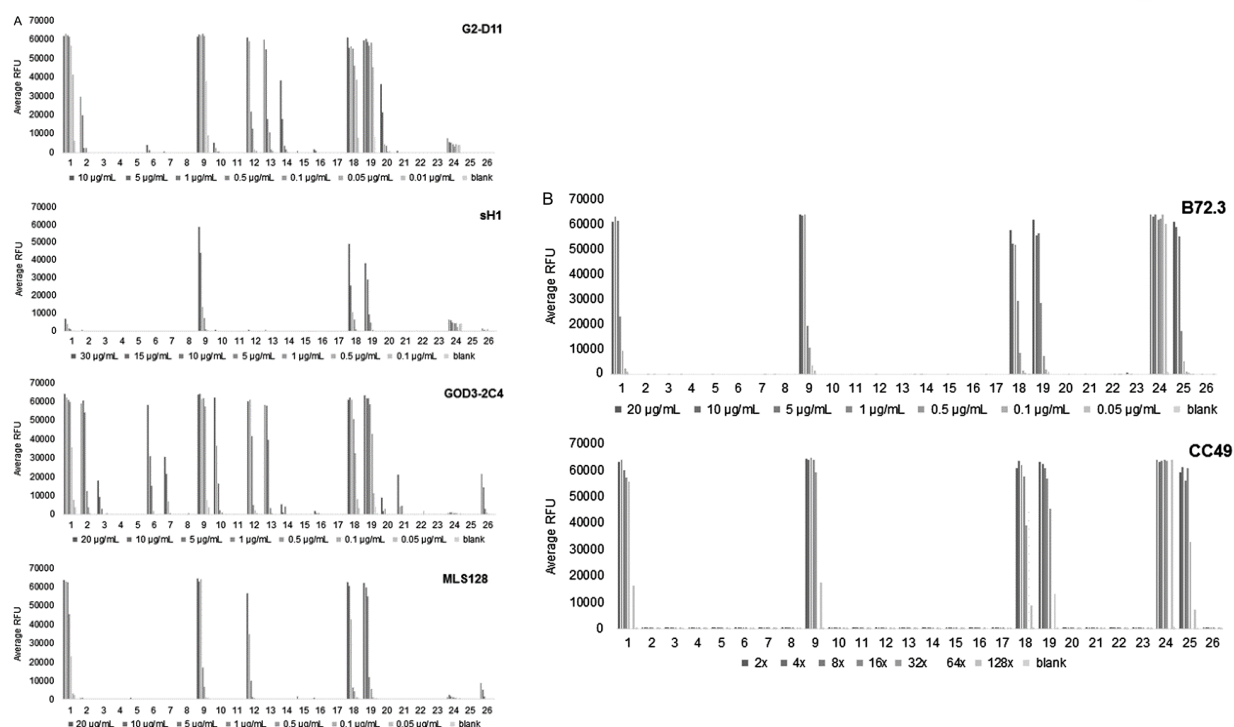 A
70000
60000
50000
40000
30000
20000
10000
0
Average RFU
G2-D11
1 2 3 4 5 6 7 8 9 10 11 12 13 14 15 16 17 18 19 20 21 22 23 24 25 26
10 µg/mL 5 µg/mL 1 µg/mL 0.5 µg/mL 0.1 µg/mL 0.05 µg/mL 0.01 µg/mL blank
70000
60000
50000
40000
30000
20000
10000
0
Average RFU
sH1
1 2 3 4 5 6 7 8 9 10 11 12 13 14 15 16 17 18 19 20 21 22 23 24 25 26
30 µg/mL 15 µg/mL 10 µg/mL 5 µg/mL 1 µg/mL 0.5 µg/mL 0.1 µg/mL blank
70000
60000
50000
40000
30000
20000
10000
0
Average RFU
GOD3-2C4
1 2 3 4 5 6 7 8 9 10 11 12 13 14 15 16 17 18 19 20 21 22 23 24 25 26
20 µg/mL 10 µg/mL 5 µg/mL 1 µg/mL 0.5 µg/mL 0.1 µg/mL 0.05 µg/mL blank
70000
60000
50000
40000
30000
20000
10000
0
Average RFU
MLS128
1 2 3 4 5 6 7 8 9 10 11 12 13 14 15 16 17 18 19 20 21 22 23 24 25 26
20 µg/mL 10 µg/mL 5 µg/mL 1 µg/mL 0.5 µg/mL 0.1 µg/mL 0.05 µg/mL blank
B
70000
60000
50000
40000
30000
20000
10000
0
Average RFU
B72.3
1 2 3 4 5 6 7 8 9 10 11 12 13 14 15 16 17 18 19 20 21 22 23 24 25 26
20 µg/mL 10 µg/mL 5 µg/mL 1 µg/mL 0.5 µg/mL 0.1 µg/mL 0.05 µg/mL blank
70000
60000
50000
40000
30000
20000
10000
0
Average RFU
CC49
1 2 3 4 5 6 7 8 9 10 11 12 13 14 15 16 17 18 19 20 21 22 23 24 25 26
2x 4x 8x 16x 32x 64x 128x blank